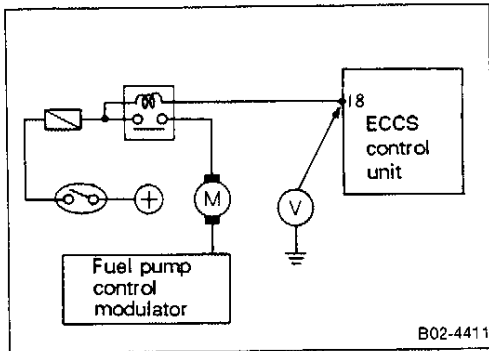 18
ECCS
control
unit
+
M
V
Fuel pump
control
modulator
B02-4411